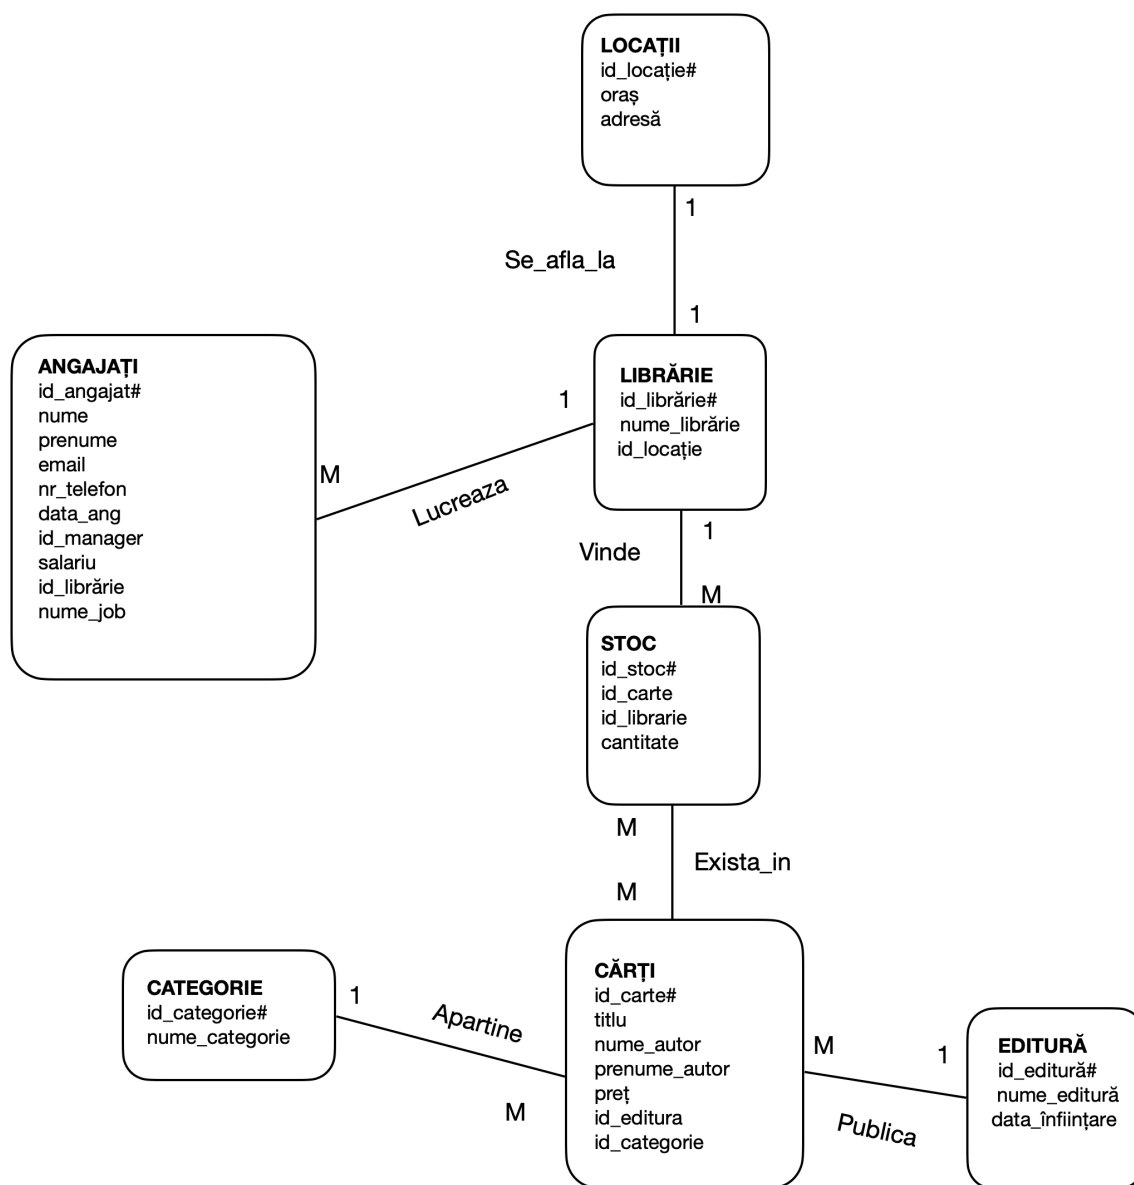 LOCAȚII
id_locație#
oraș
adresă
1
Se_afla_la
1
ANGAJAȚI
id_angajat#
nume
prenume
email
nr_telefon
data_ang
id_manager
salariu
id_librărie
nume_job
M
Lucreaza
1
LIBRĂRIE
id_librărie#
nume_librărie
id_locație
1
Vinde
M
STOC
id_stoc#
id_carte
id_librarie
cantitate
M
Exista_in
M
CATEGORIE
id_categorie#
nume_categorie
1
Apartine
M
CĂRȚI
id_carte#
titlu
nume_autor
prenume_autor
preț
id_editura
id_categorie
M
Publica
1
EDITURĂ
id_editură#
nume_editură
data_înființare